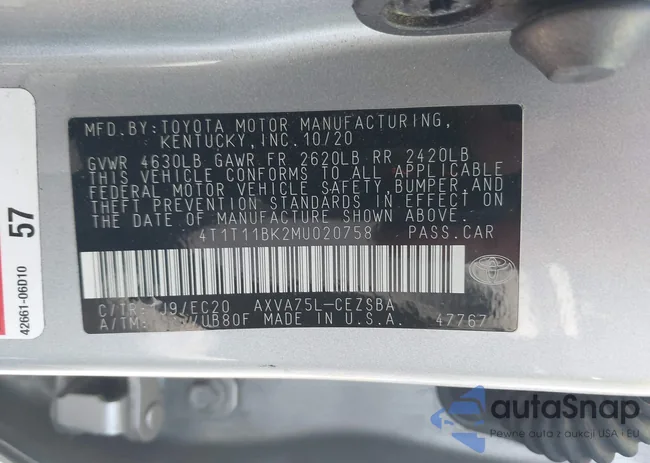 MFD.BY:TOYOTA MOTOR MANUFACTURING,
KENTUCKY,INC.10/20
GVWR 4630LB GAWR FR 2620LB RR 2420LB
THIS VEHICLE CONFORMS TO ALL APPLICABLE
FEDERAL MOTOR VEHICLE SAFETY,BUMPER,AND
THEFT PREVENTION STANDARDS IN EFFECT ON
THE DATE OF MANUFACTURE SHOWN ABOVE.
4T1T11BK2MU020758 PASS.CAR
C/TR: 1J9/EC20 AXVA75L-CEZSBA
A/TM: /UB80F MADE IN U.S.A. 47767
57
42661-06D10
autaSnap
Pewne auta z aukcji USA i EU